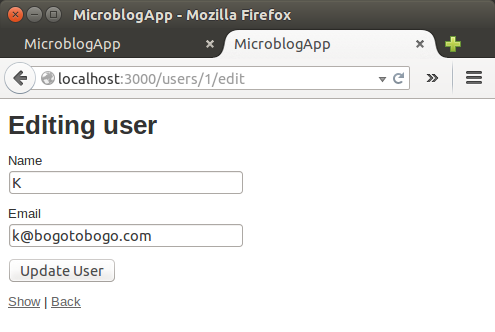 MicroblogApp - Mozilla Firefox
MicroblogApp MicroblogApp
localhost:3000/users/1/edit
Editing user
Name
K
Email
k@bogotobogo.com
Update User
Show | Back